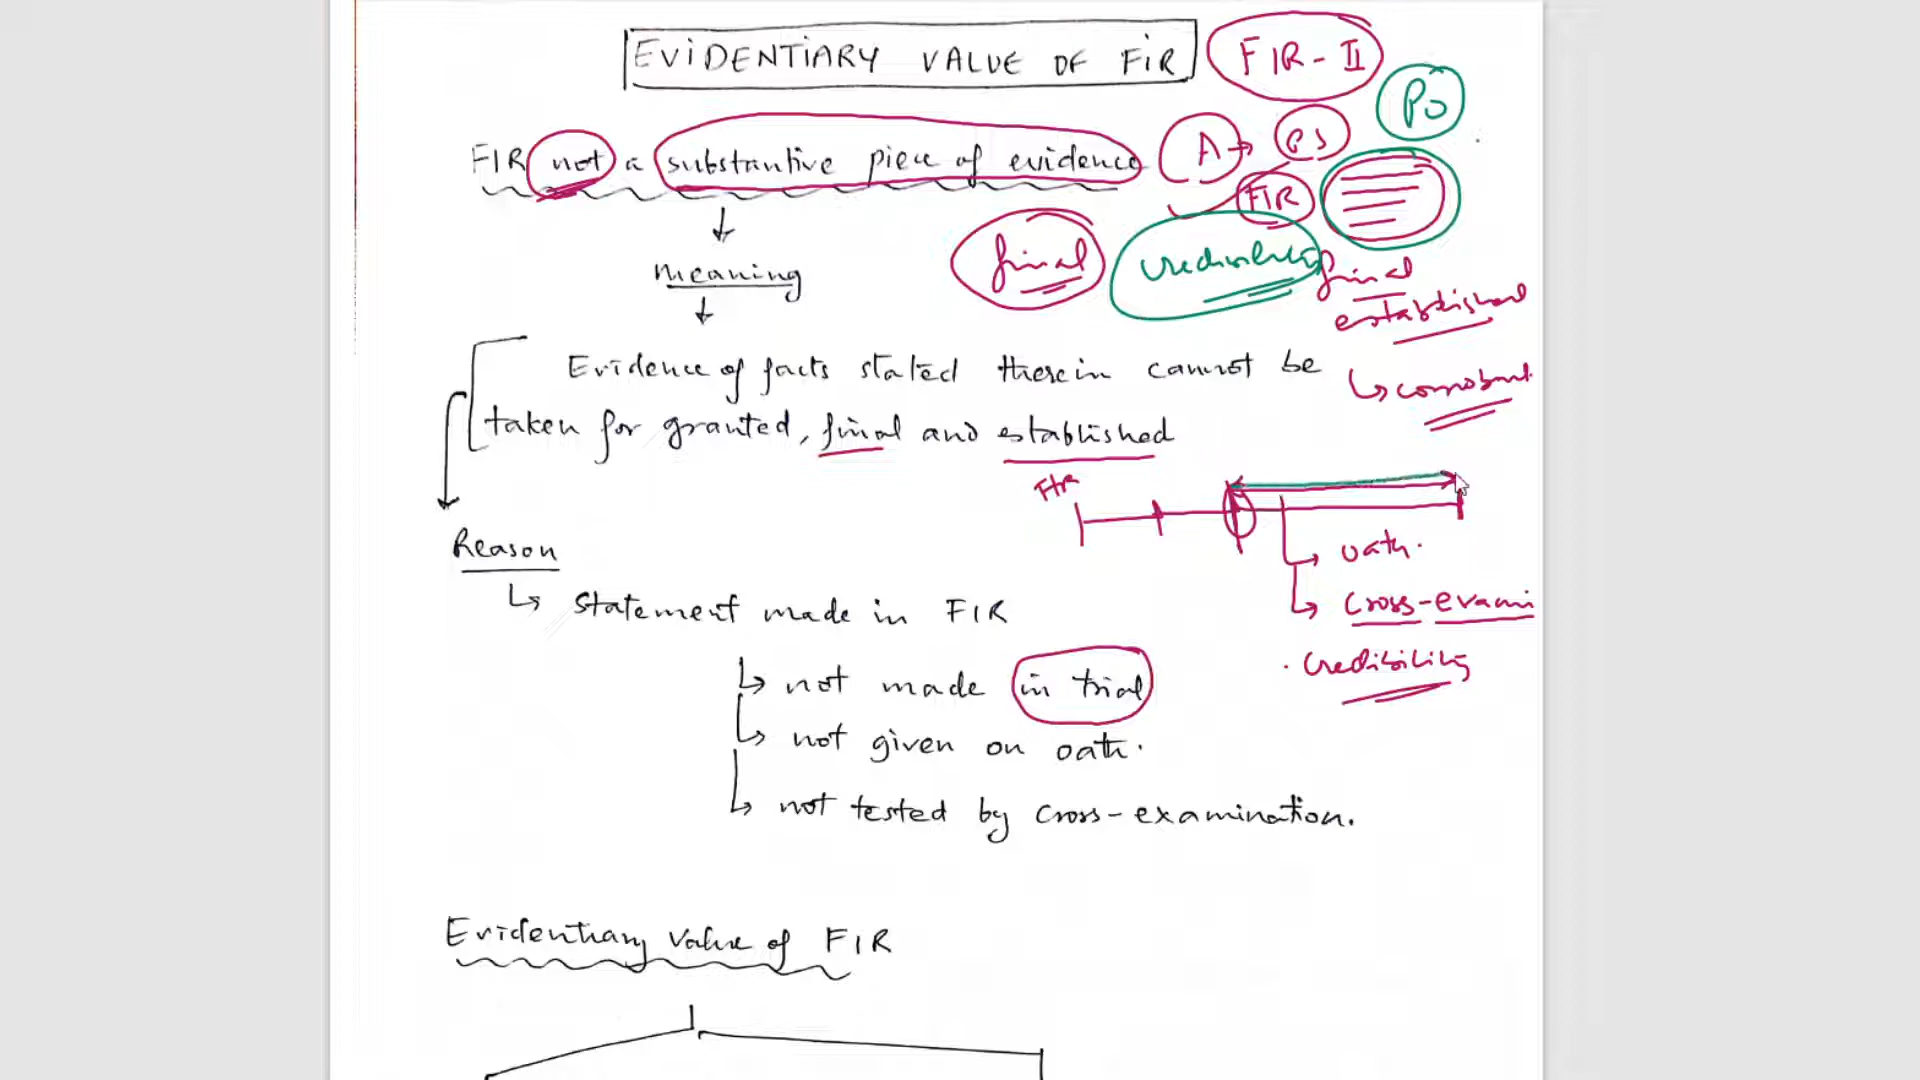 EVIDENTIARY VALUE OF FIR
FIR - II
PO
FIR not a substantive piece of evidence
A → PS
FIR
meaning
final
credibility
final
established
Evidence of facts stated therein cannot be
taken for granted, final and established
↳ corroborat
FIR
Reason
↳ oath.
↳ Statement made in FIR
↳ cross-exami
↳ not made in trial
. credibility
↳ not given on oath.
↳ not tested by cross-examination.
Evidentiary value of FIR